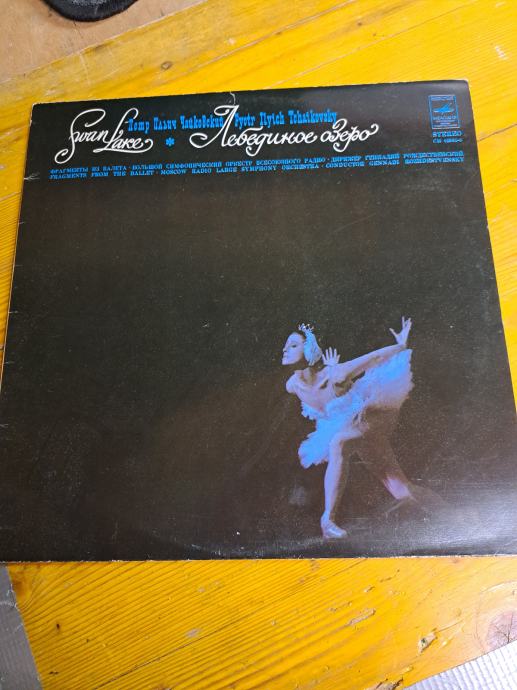 Петр Ильич Чайковский Pyotr Ilyich Tchaikovsky
Swan Lake * Лебединое озеро
ФРАГМЕНТЫ ИЗ БАЛЕТА · БОЛЬШОЙ СИМФОНИЧЕСКИЙ ОРКЕСТР ВСЕСОЮЗНОГО РАДИО · ДИРИЖЕР ГЕННАДИЙ РОЖДЕСТВЕНСКИЙ
FRAGMENTS FROM THE BALLET · MOSCOW RADIO LARGE SYMPHONY ORCHESTRA · CONDUCTOR GENNADI ROZHDESTVENSKY
МЕЛОДИЯ
STEREO